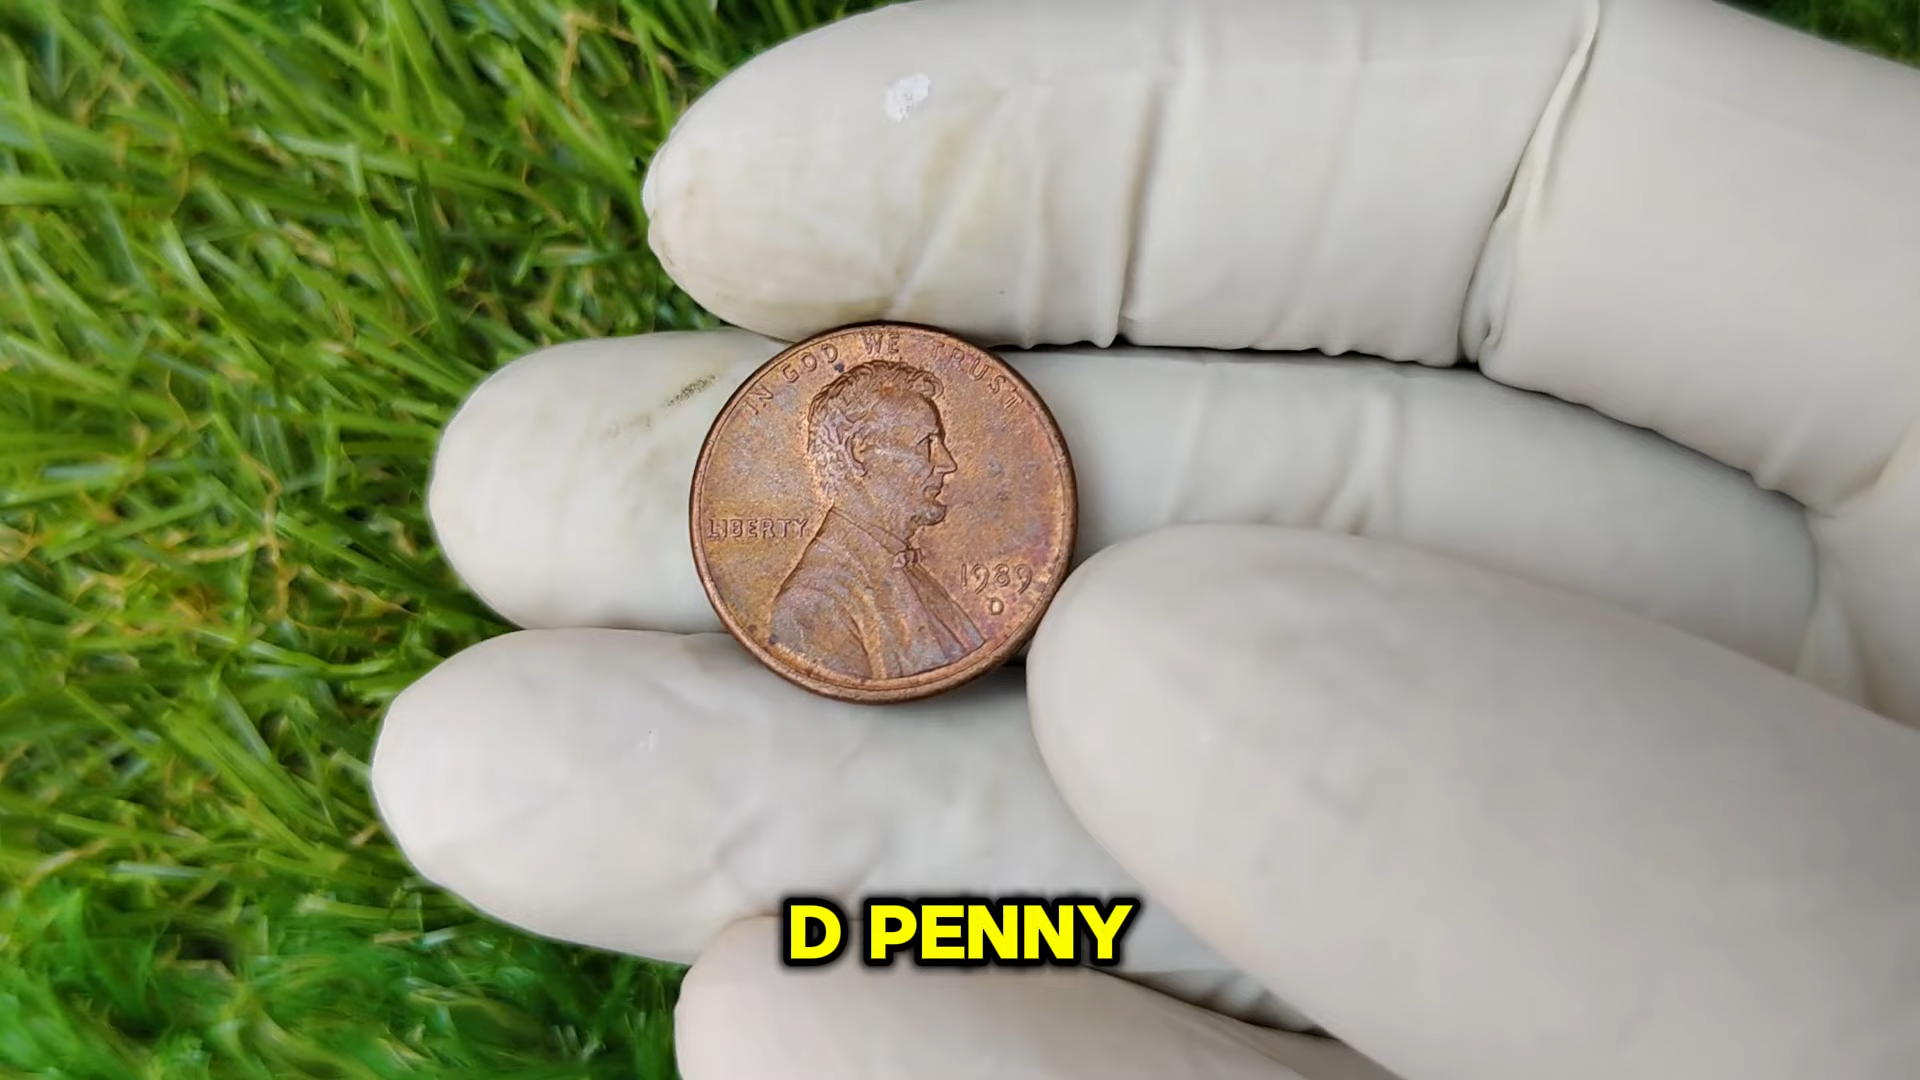 IN GOD WE TRUST
LIBERTY
1989
D
D PENNY